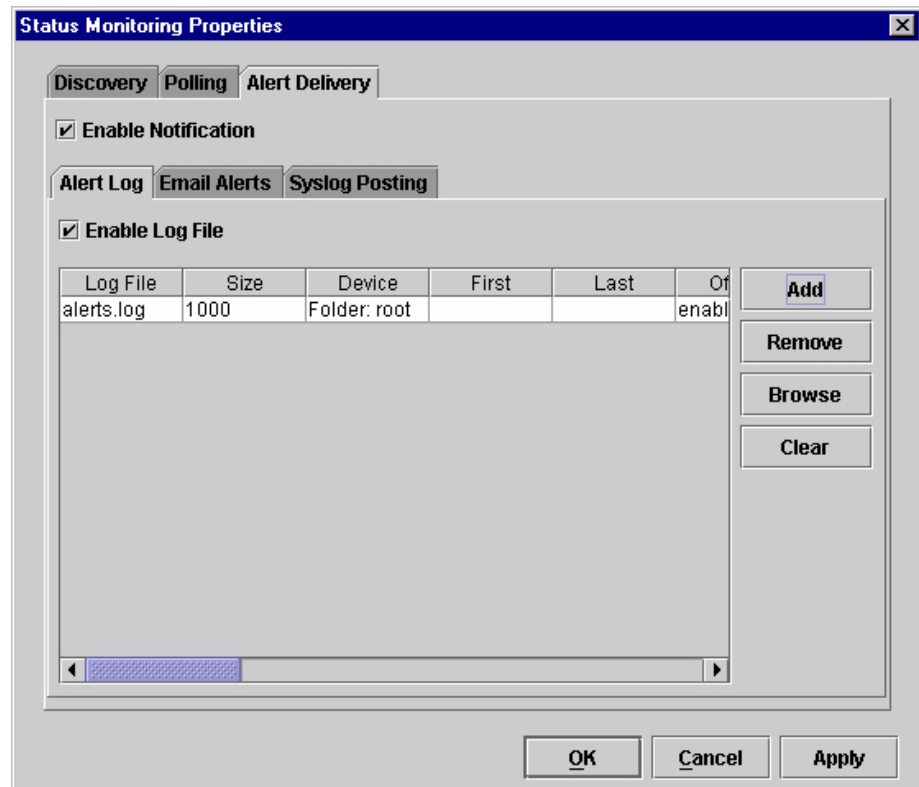 Status Monitoring Properties
Discovery Polling Alert Delivery
Enable Notification
Alert Log Email Alerts Syslog Posting
Enable Log File
Log File Size Device First Last Of
alerts.log 1000 Folder: root enabl
Add
Remove
Browse
Clear
OK Cancel Apply